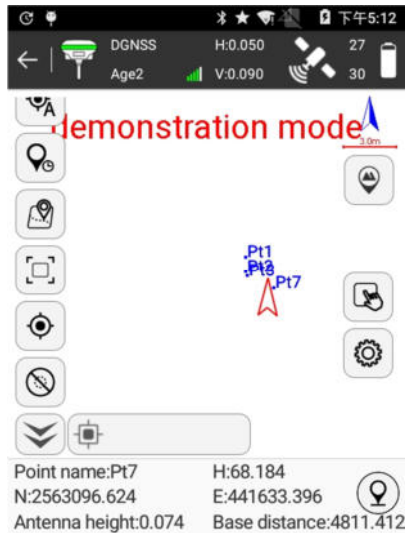 下午5:12
DGNSS H:0.050 27
Age2 V:0.090 30
demonstration mode
3.0m
A
Pt1
Pt3
Pt7
Point name:Pt7 H:68.184
N:2563096.624 E:441633.396
Antenna height:0.074 Base distance:4811.412